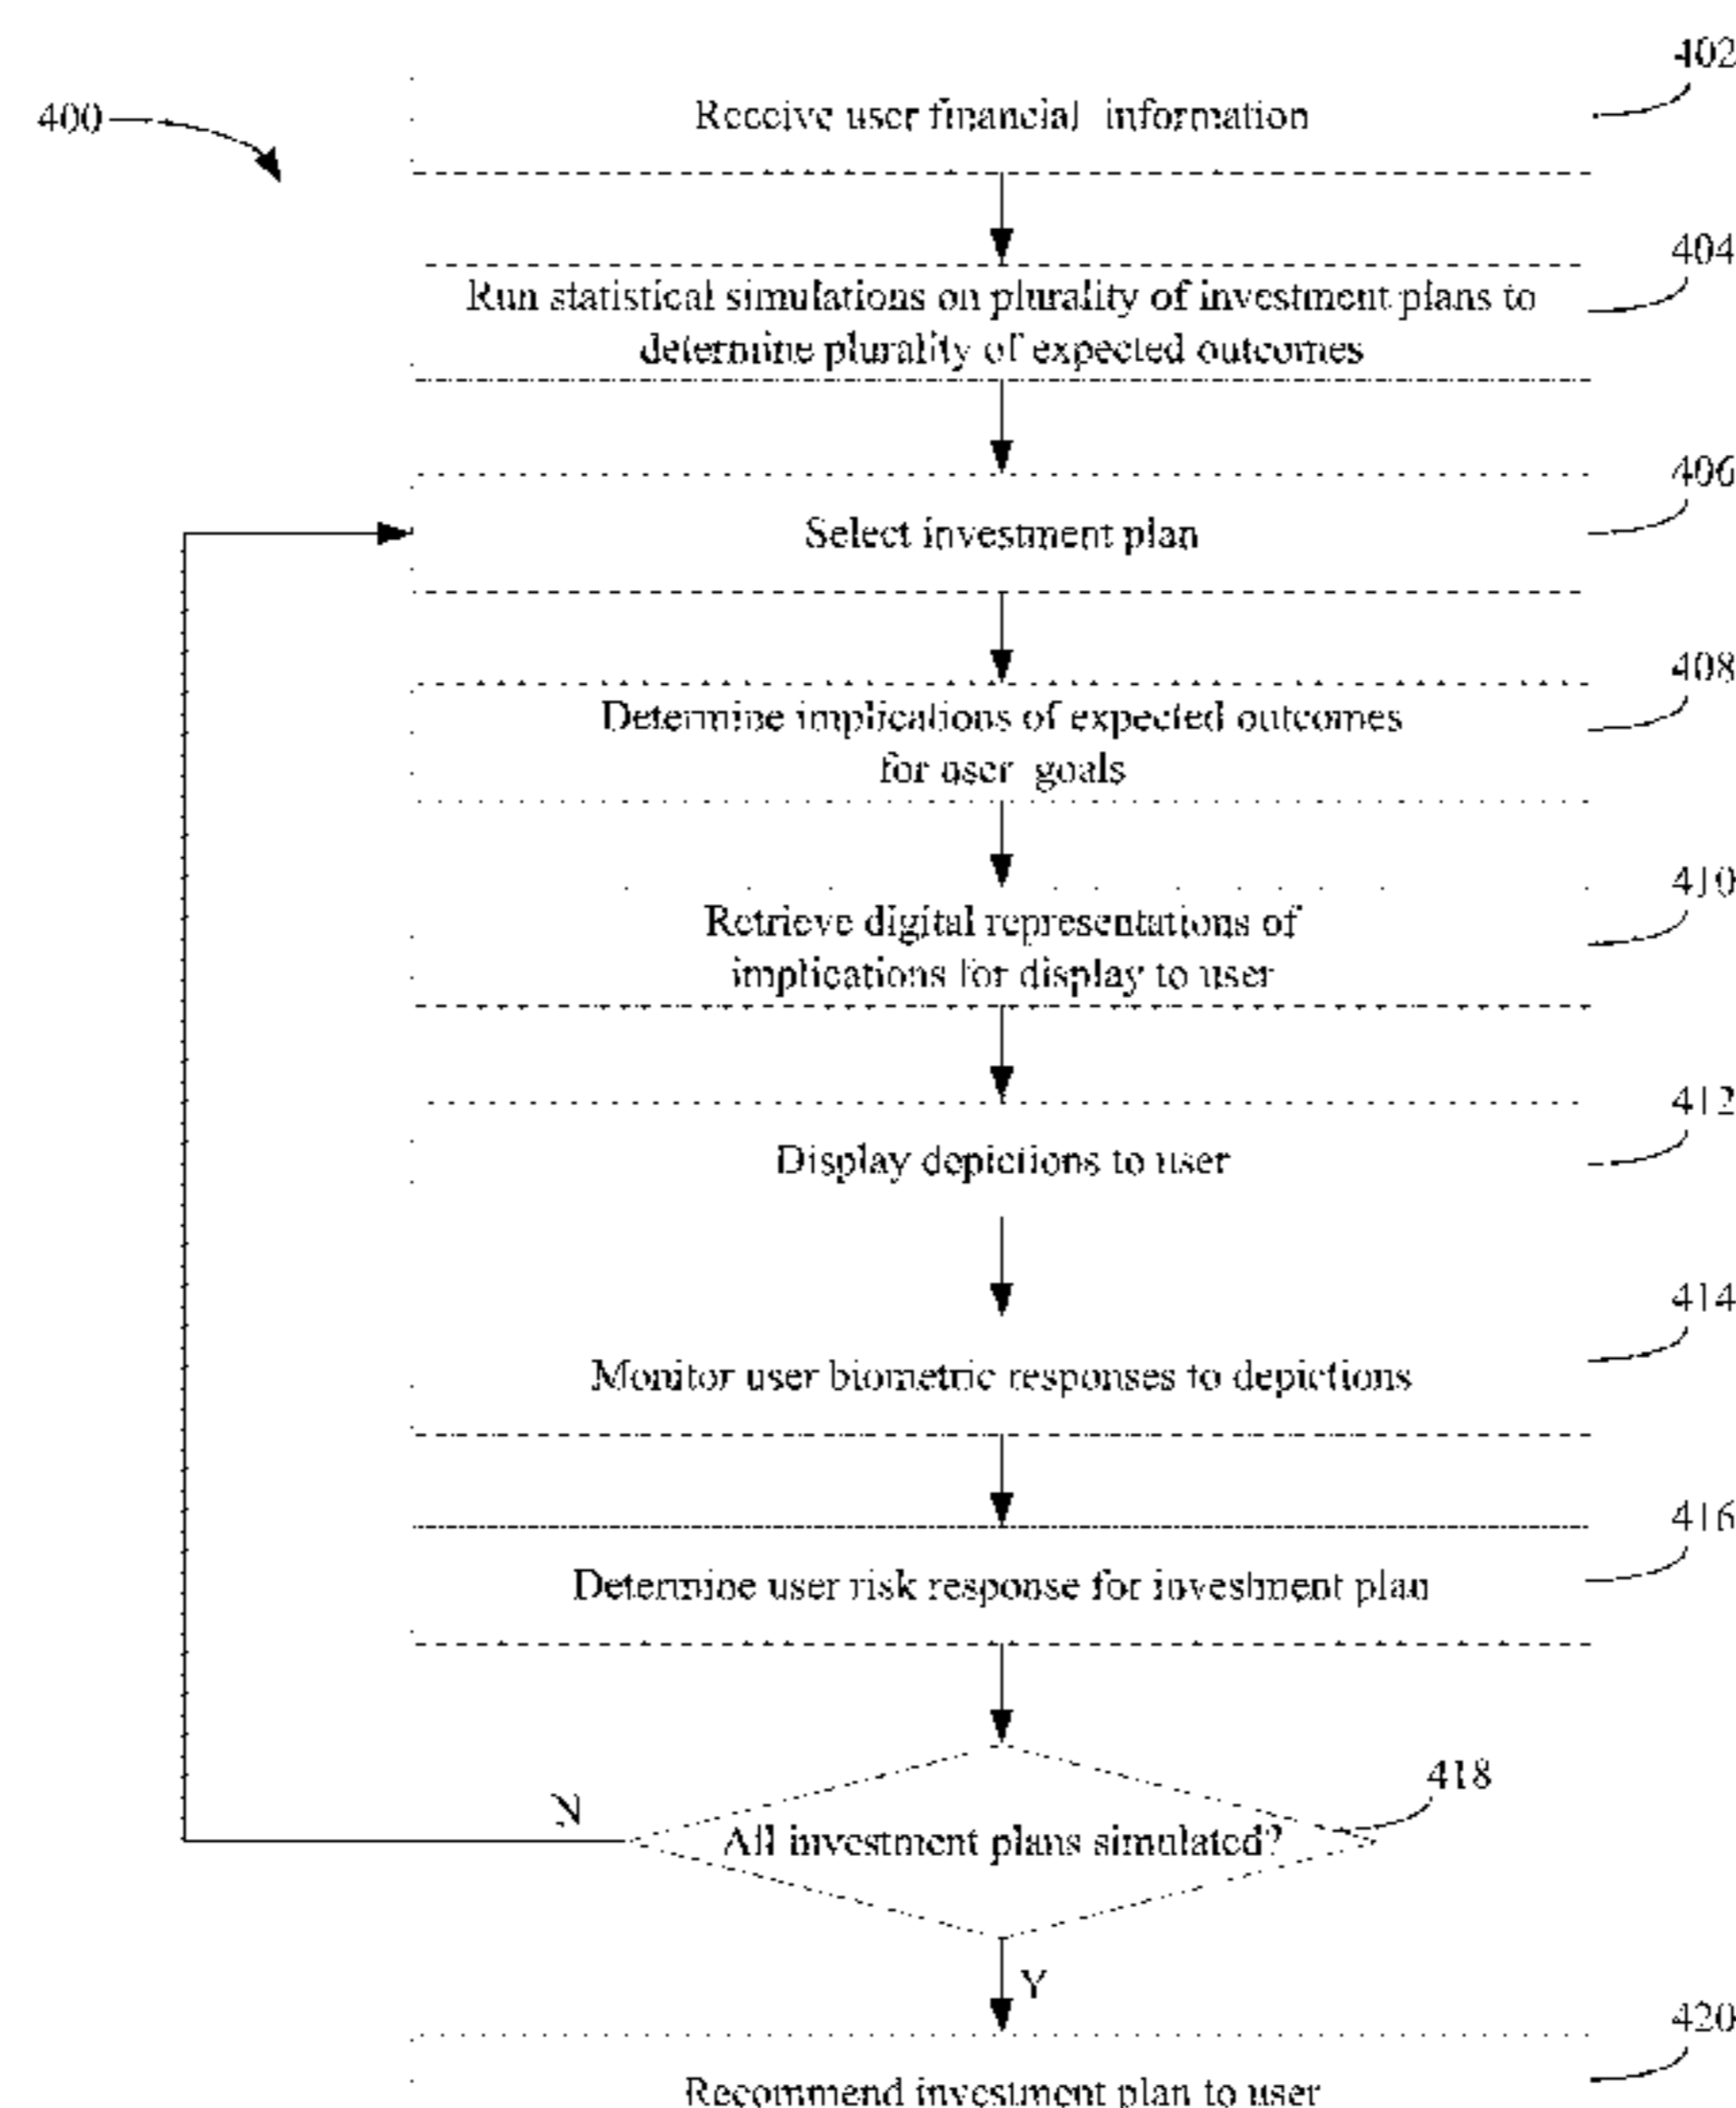 402
400
Receive user financial information
404
Run statistical simulations on plurality of investment plans to
determine plurality of expected outcomes
406
Select investment plan
408
Determine implications of expected outcomes
for user goals
410
Retrieve digital representations of
implications for display to user
412
Display depictions to user
414
Monitor user biometric responses to depictions
416
Determine user risk response for investment plan
418
N
All investment plans simulated?
Y
420
Recommend investment plan to user